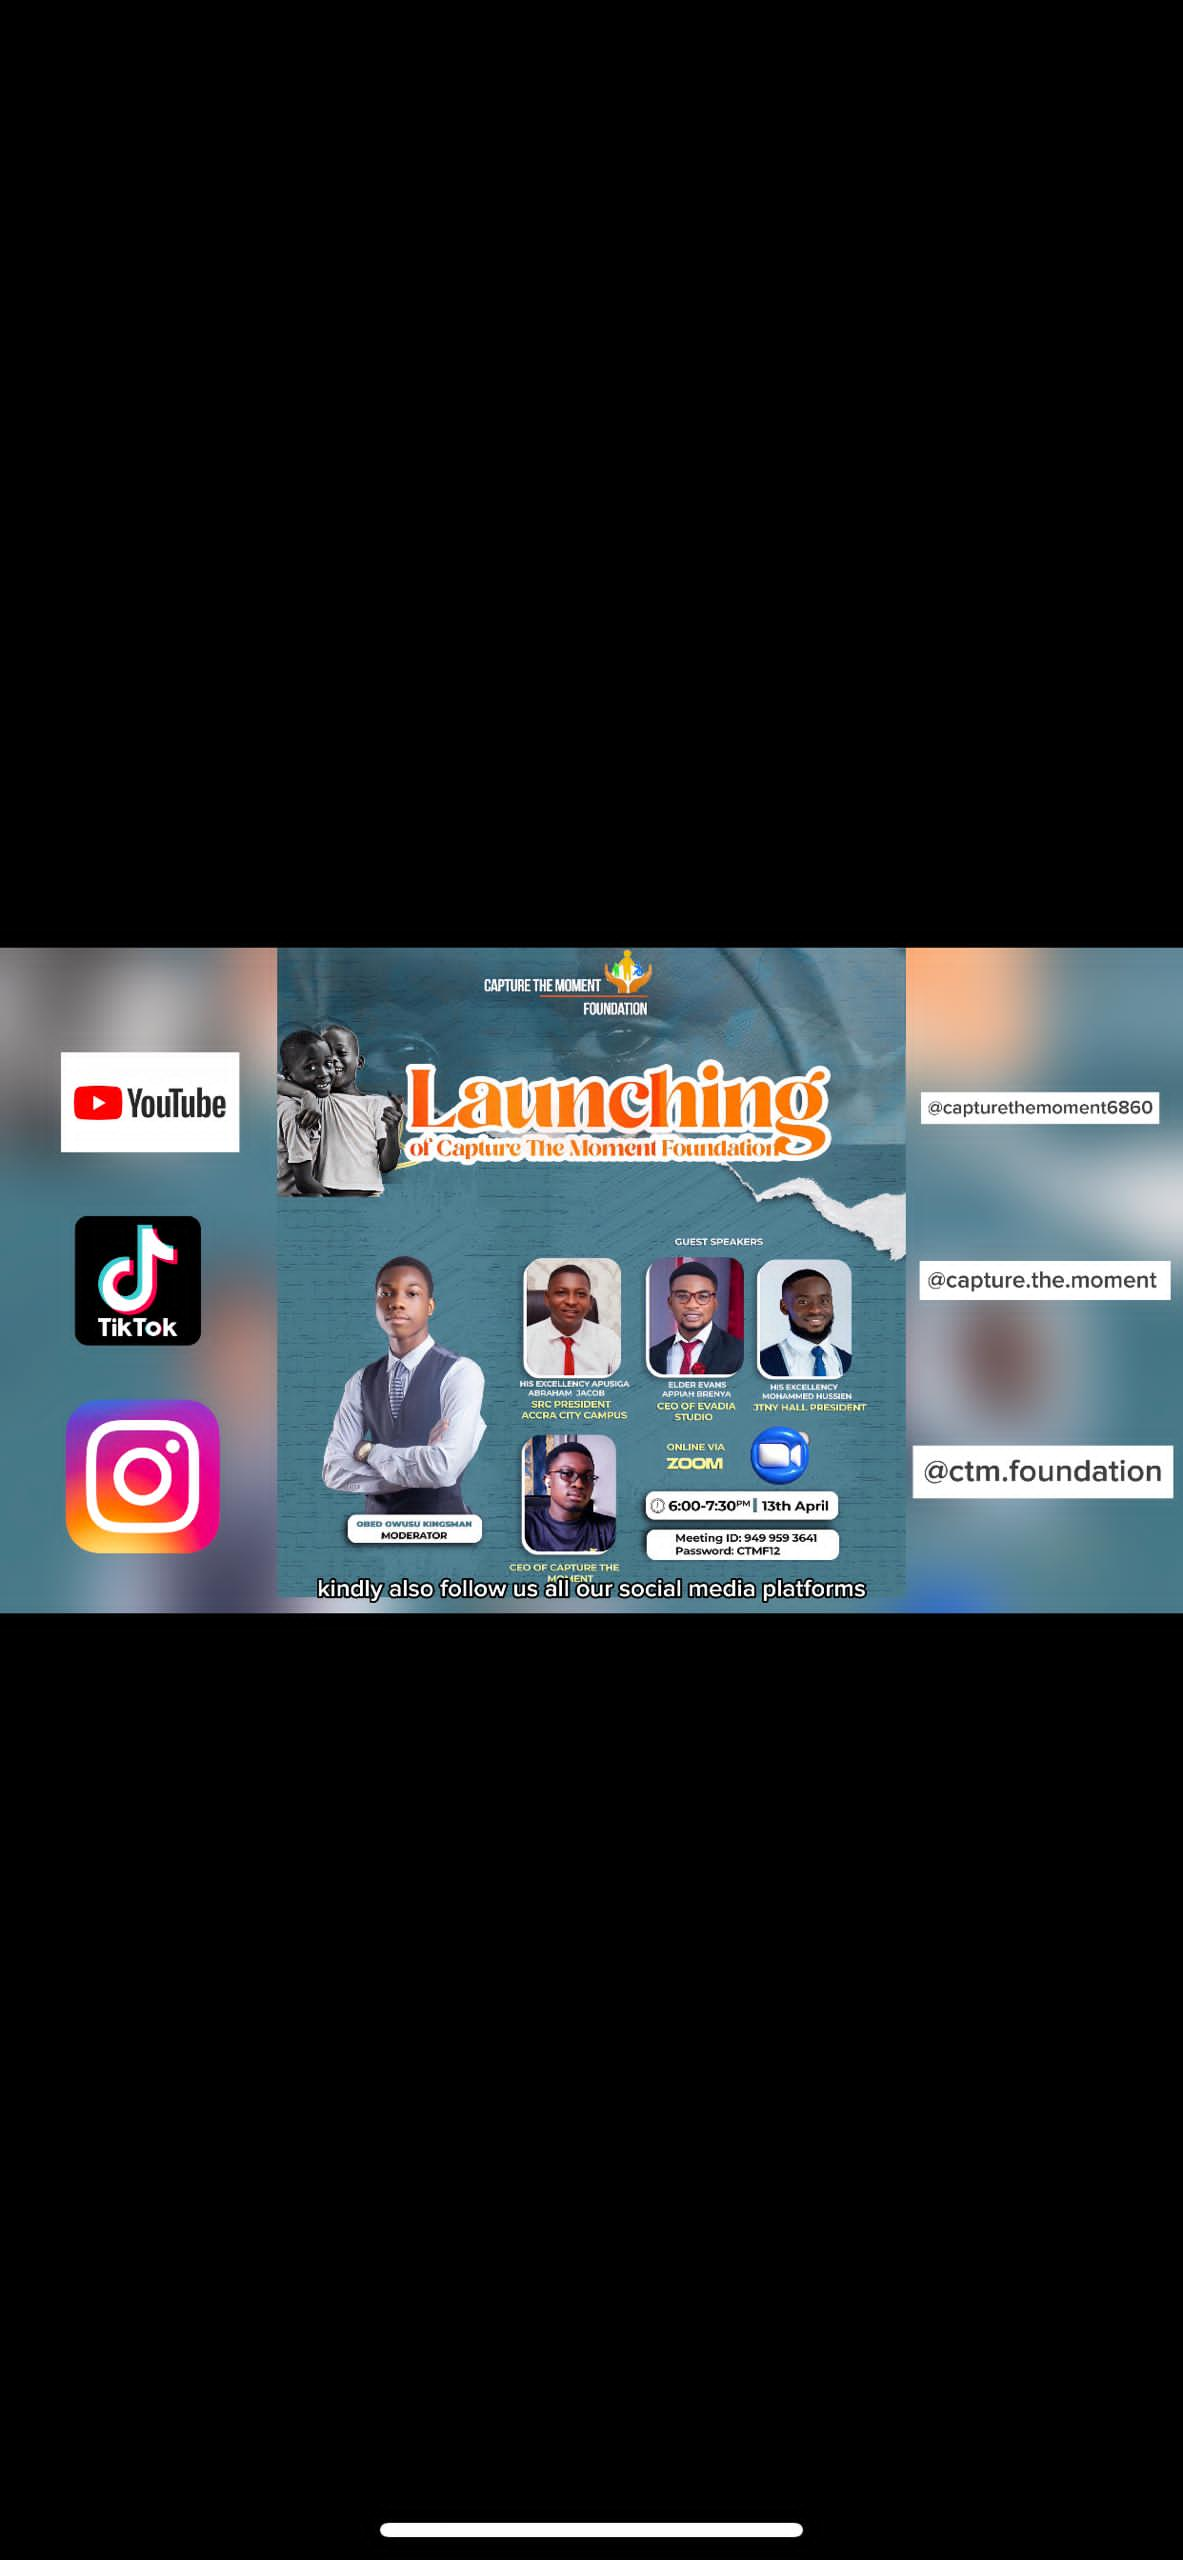 CAPTURE THE MOMENT
FOUNDATION
Launching
of Capture The Moment Foundation
YouTube
@capturethemoment6860
TikTok
@capture.the.moment
@ctm.foundation
GUEST SPEAKERS
HIS EXCELLENCY APUSIGA
ABRAHAM JACOB
SRC PRESIDENT
ACCRA CITY CAMPUS
ELDER EVANS
APPIAH BRENYA
CEO OF EVADIA
STUDIO
HIS EXCELLENCY
MOHAMMED HUSSIEN
JTNY HALL PRESIDENT
OBED OWUSU KINGSMAN
MODERATOR
CEO OF CAPTURE THE
MOMENT
ONLINE VIA
ZOOM
6:00-7:30PM 13th April
Meeting ID: 949 959 3641
Password: CTMF12
kindly also follow us all our social media platforms